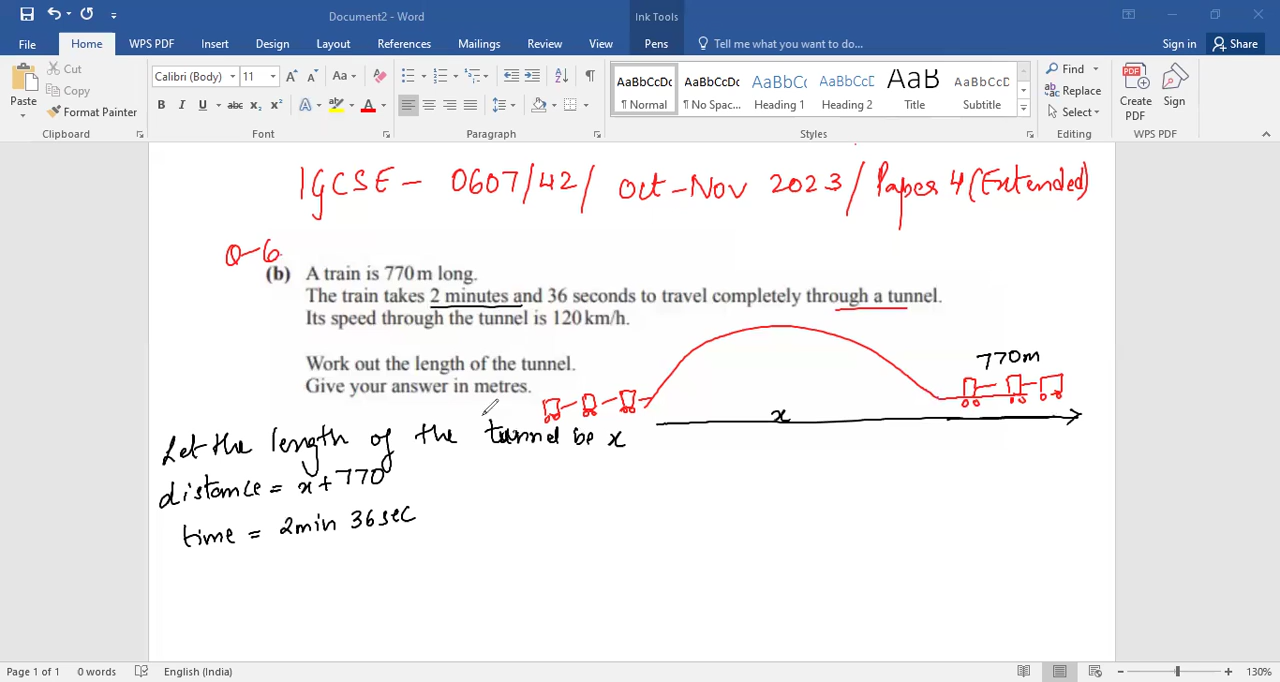 Document2 - Word
Ink Tools
File
Home
WPS PDF
Insert
Design
Layout
References
Mailings
Review
View
Pens
Tell me what you want to do...
Sign in
Share
Paste
Cut
Copy
Format Painter
Clipboard
Calibri (Body)
11
Font
Paragraph
AaBbCcDc
¶ Normal
AaBbCcDc
¶ No Spac...
AaBbCc
Heading 1
AaBbCcD
Heading 2
AaB
Title
AaBbCcD
Subtitle
Styles
Find
Replace
Select
Editing
Create PDF
Sign
WPS PDF
IGCSE - 0607/42/ Oct-Nov 2023/ Paper 4 (Extended)
Q-6
(b) A train is 770 m long.
The train takes 2 minutes and 36 seconds to travel completely through a tunnel.
Its speed through the tunnel is 120 km/h.
Work out the length of the tunnel.
Give your answer in metres.
770m
x
Let the length of the tunnel be x
distance = x+770
time = 2min 36sec
Page 1 of 1
0 words
English (India)
130%